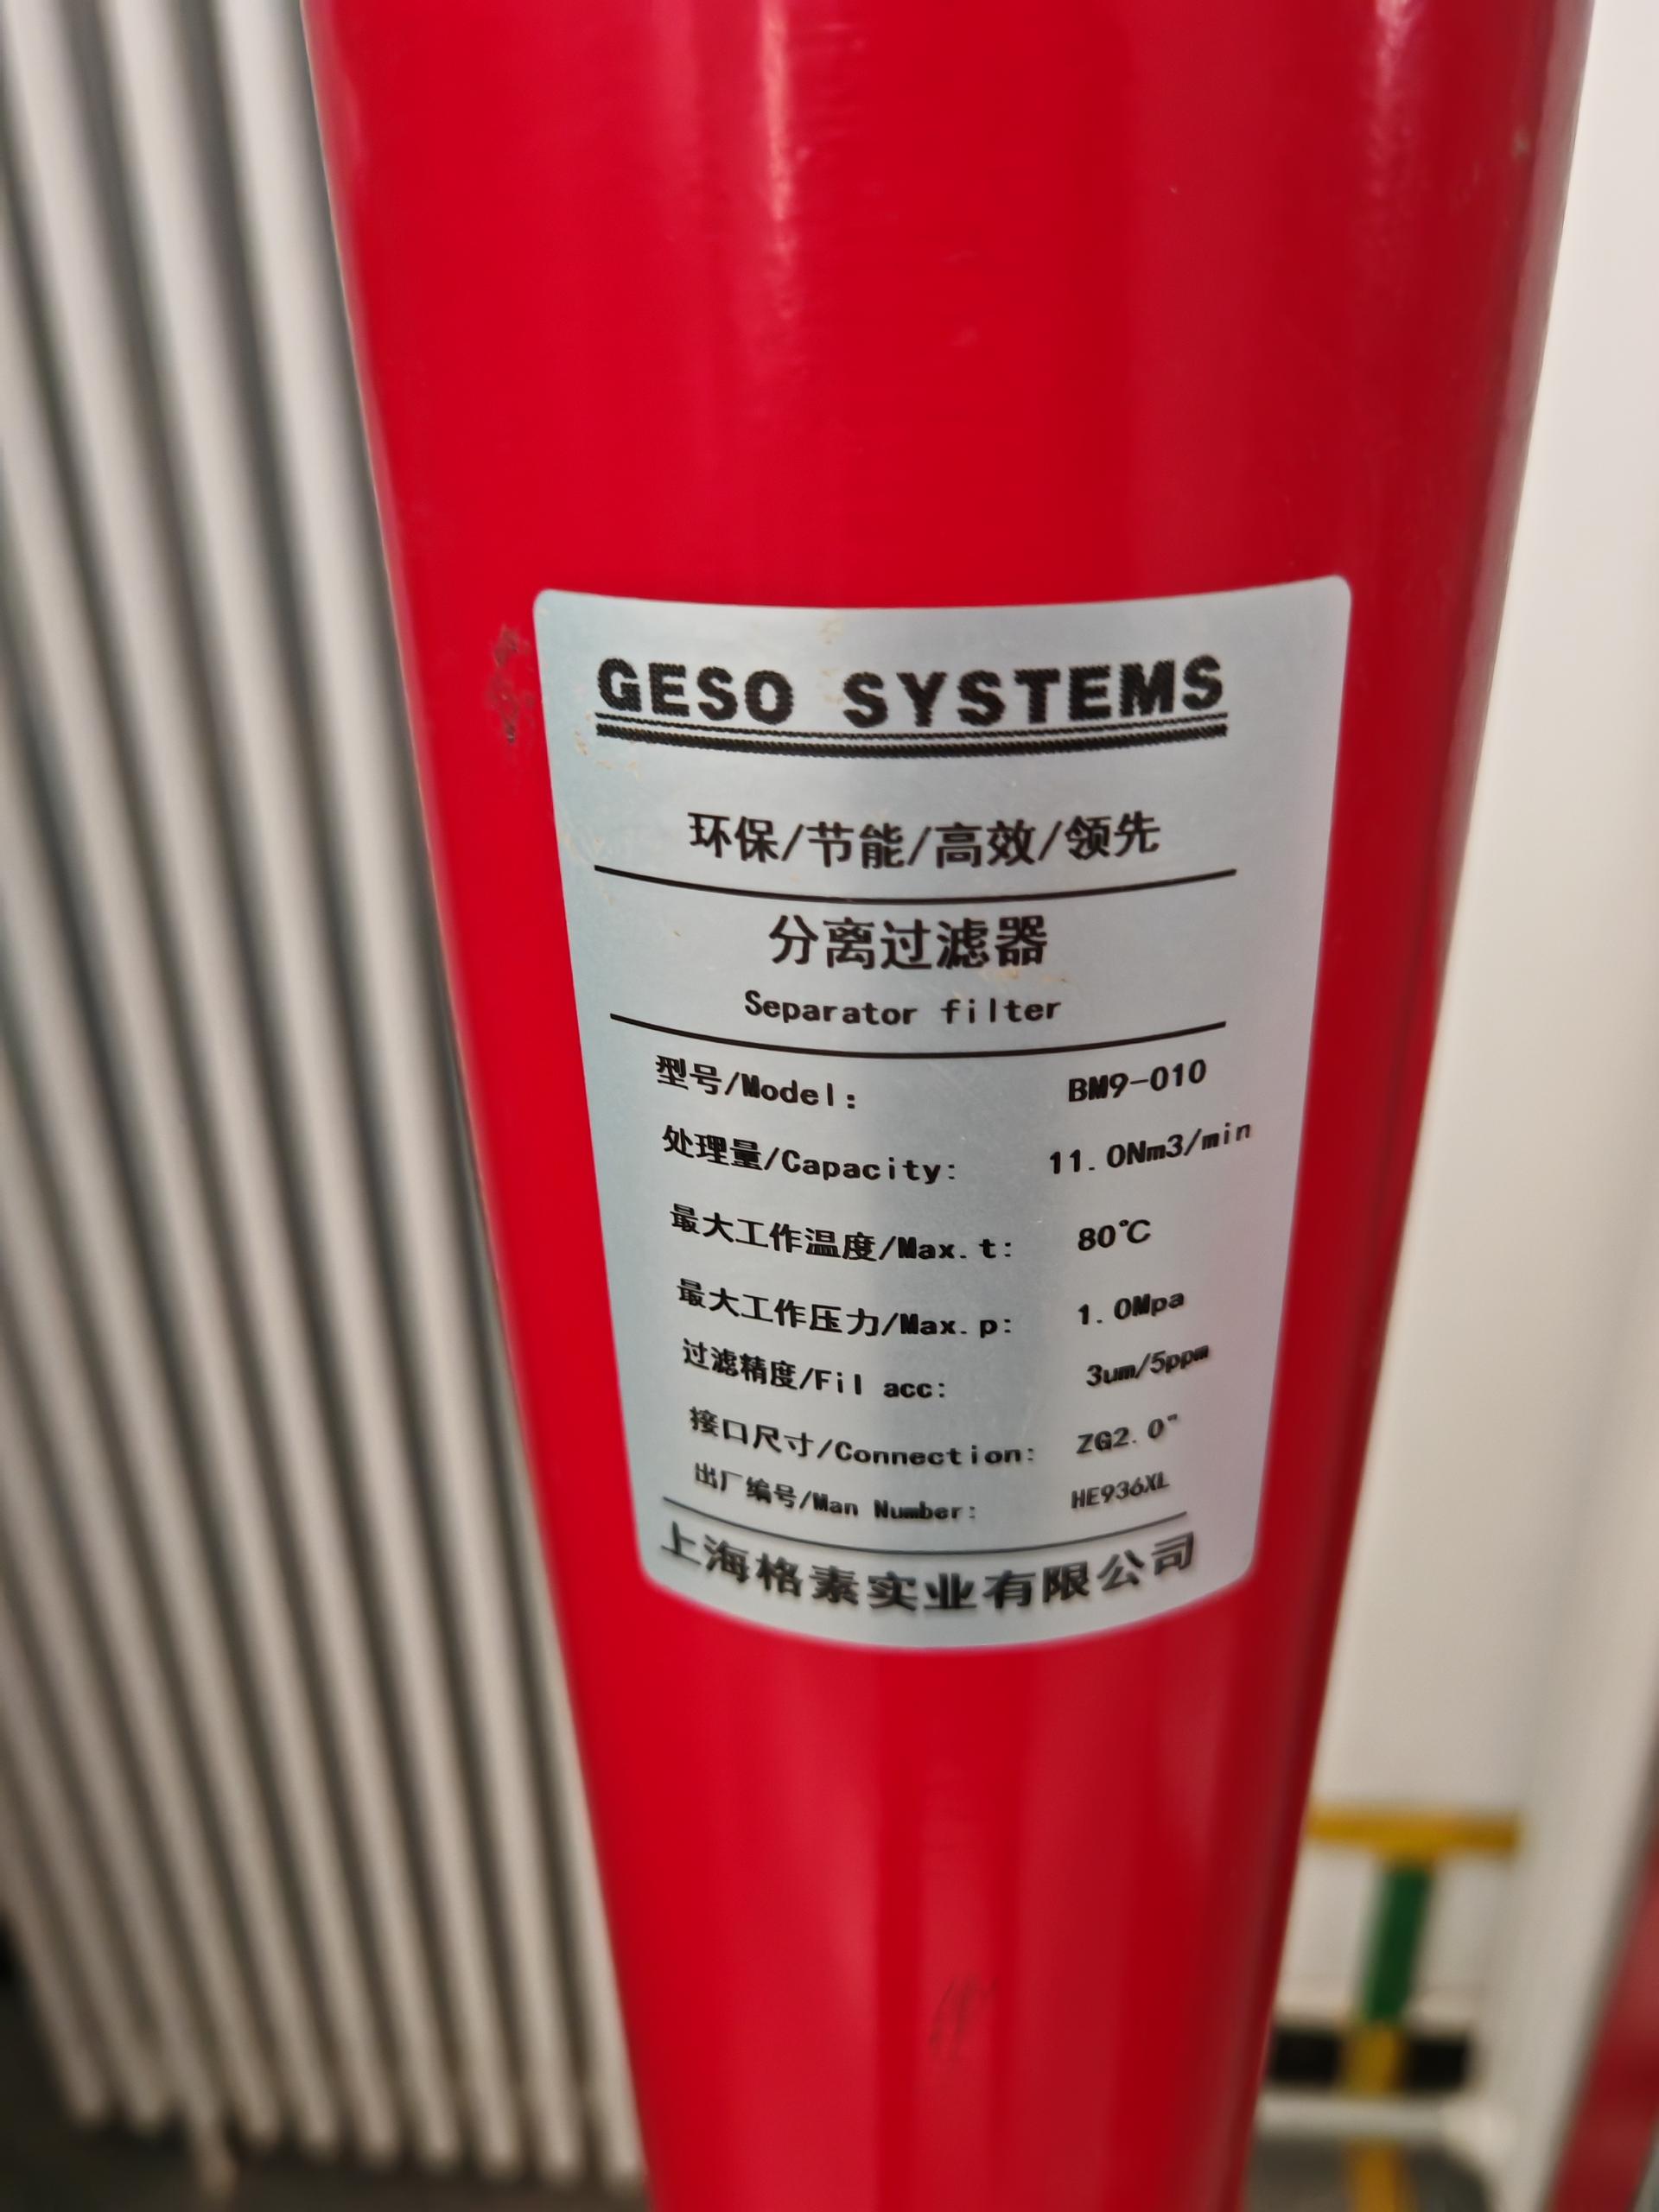 GESO SYSTEMS
环保/节能/高效/领先
分离过滤器
Separator filter
型号/Model: BM9-010
处理量/Capacity: 11.0Nm3/min
最大工作温度/Max.t: 80℃
最大工作压力/Max.p: 1.0Mpa
过滤精度/Fil acc: 3um/5ppm
接口尺寸/Connection: ZG2.0"
出厂编号/Man Number: HE936XL
上海格素实业有限公司